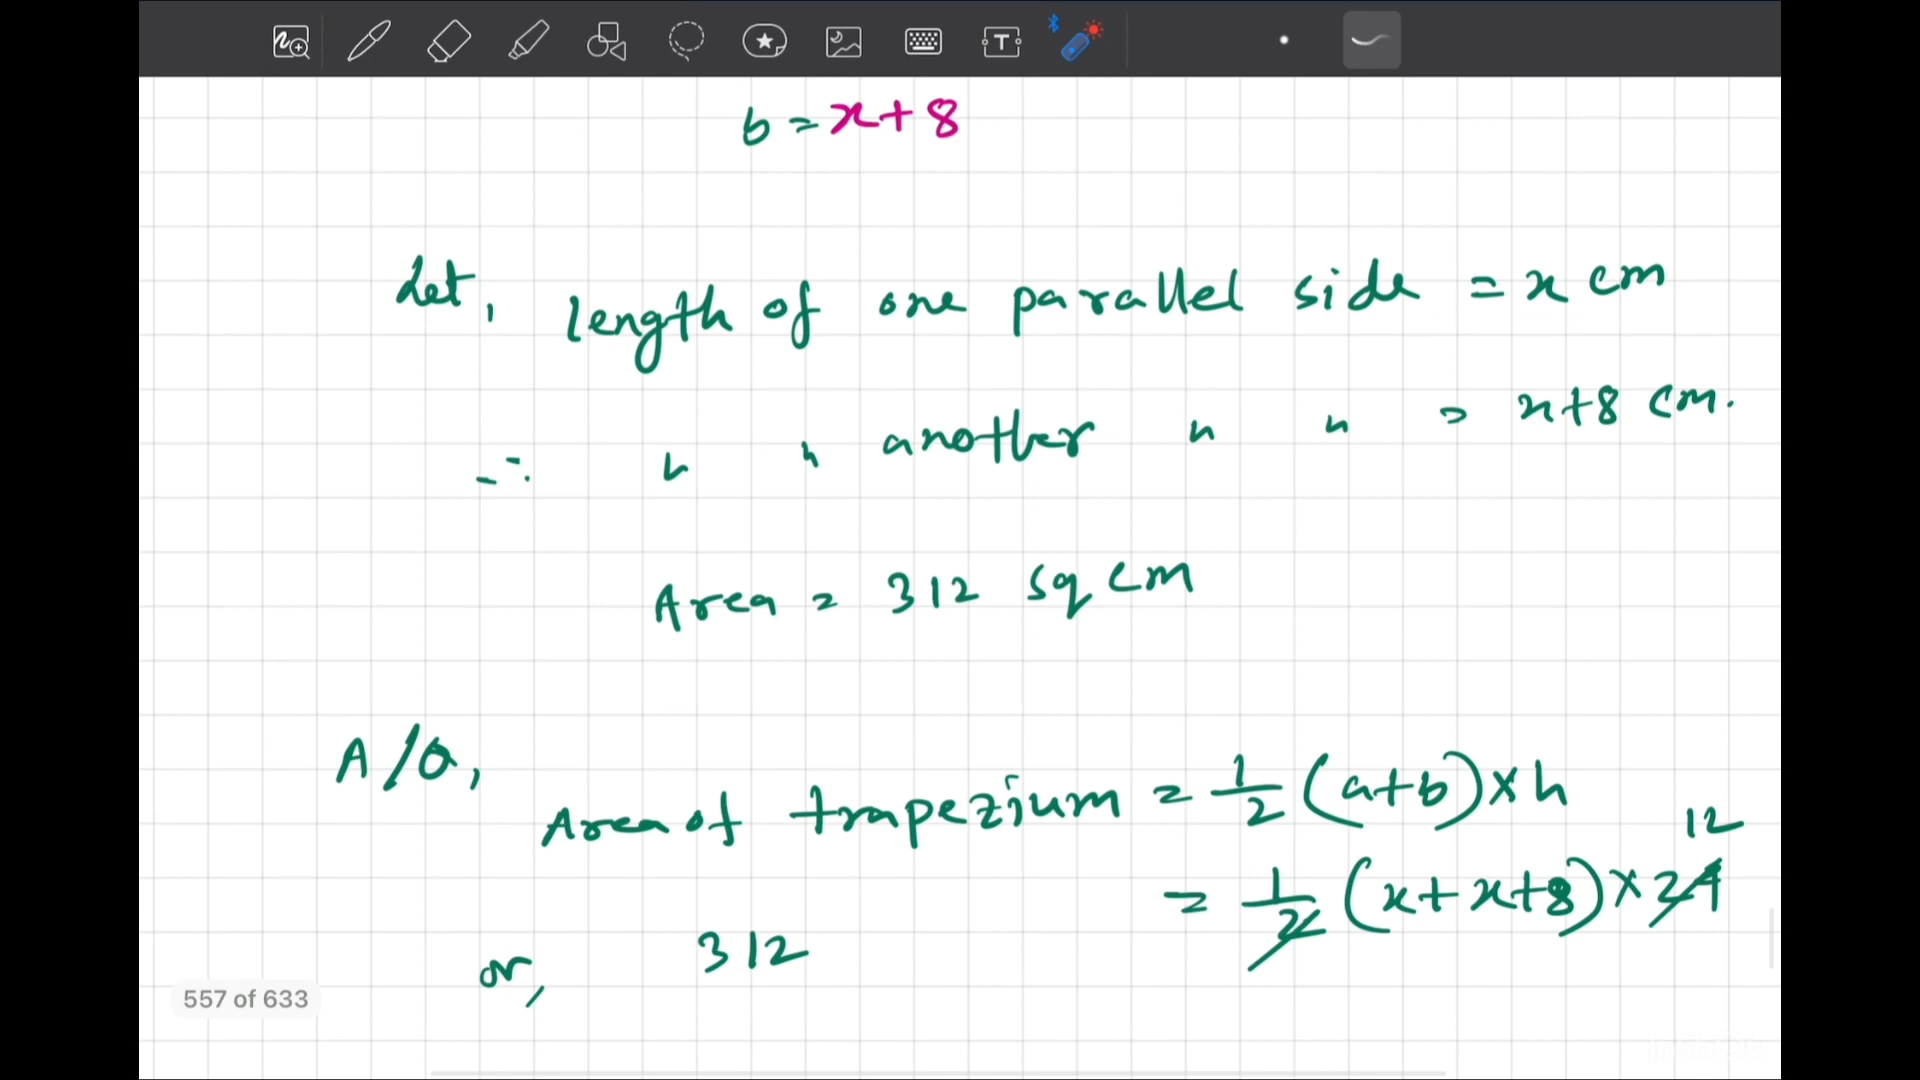 b = x + 8
Let, length of one parallel side = x cm
∴ " " another " " = x+8 cm.
Area = 312 sq cm
A/Q,
Area of trapezium = 1/2 (a+b) × h
12
or, 312 = 1/2 (x+x+8) × 24
557 of 633